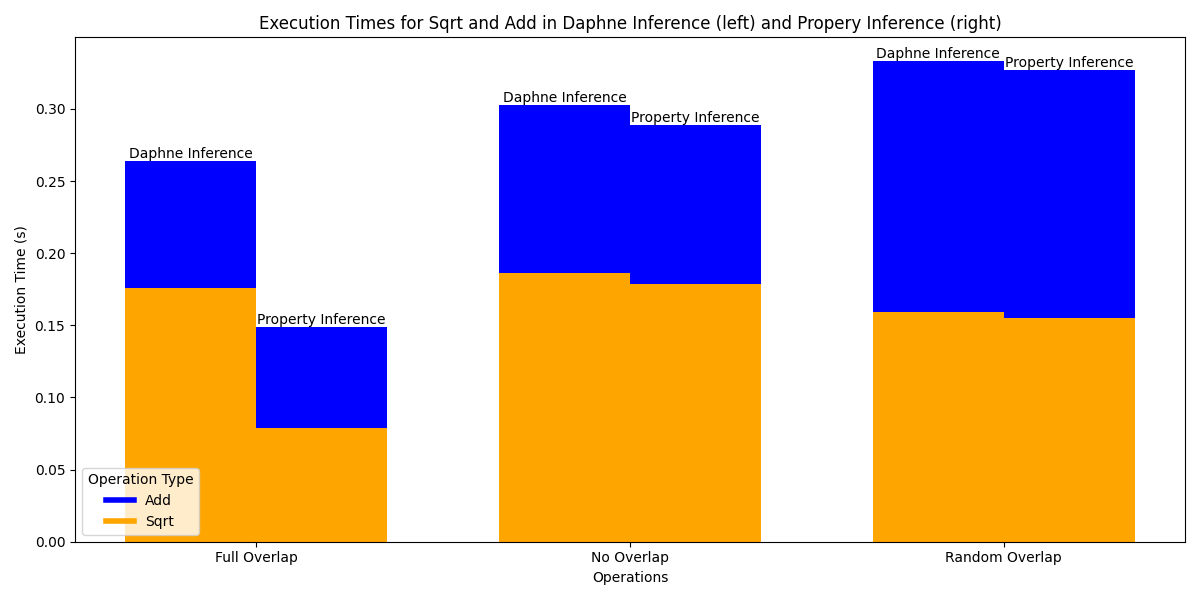 Execution Times for Sqrt and Add in Daphne Inference (left) and Propery Inference (right)
Execution Time (s)
0.30
0.25
0.20
0.15
0.10
0.05
0.00
Daphne Inference
Property Inference
Daphne Inference
Property Inference
Daphne Inference
Property Inference
Operation Type
Add
Sqrt
Full Overlap
No Overlap
Random Overlap
Operations